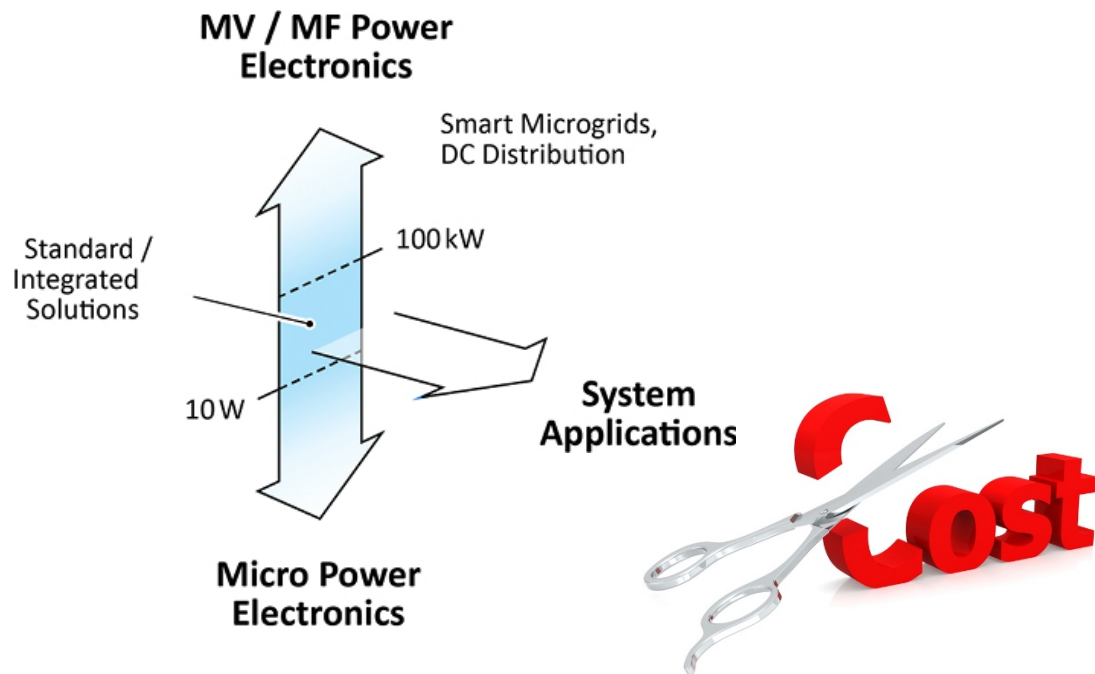 MV / MF Power
Electronics
Smart Microgrids,
DC Distribution
100 kW
Standard /
Integrated
Solutions
10 W
System
Applications
Cost
Micro Power
Electronics